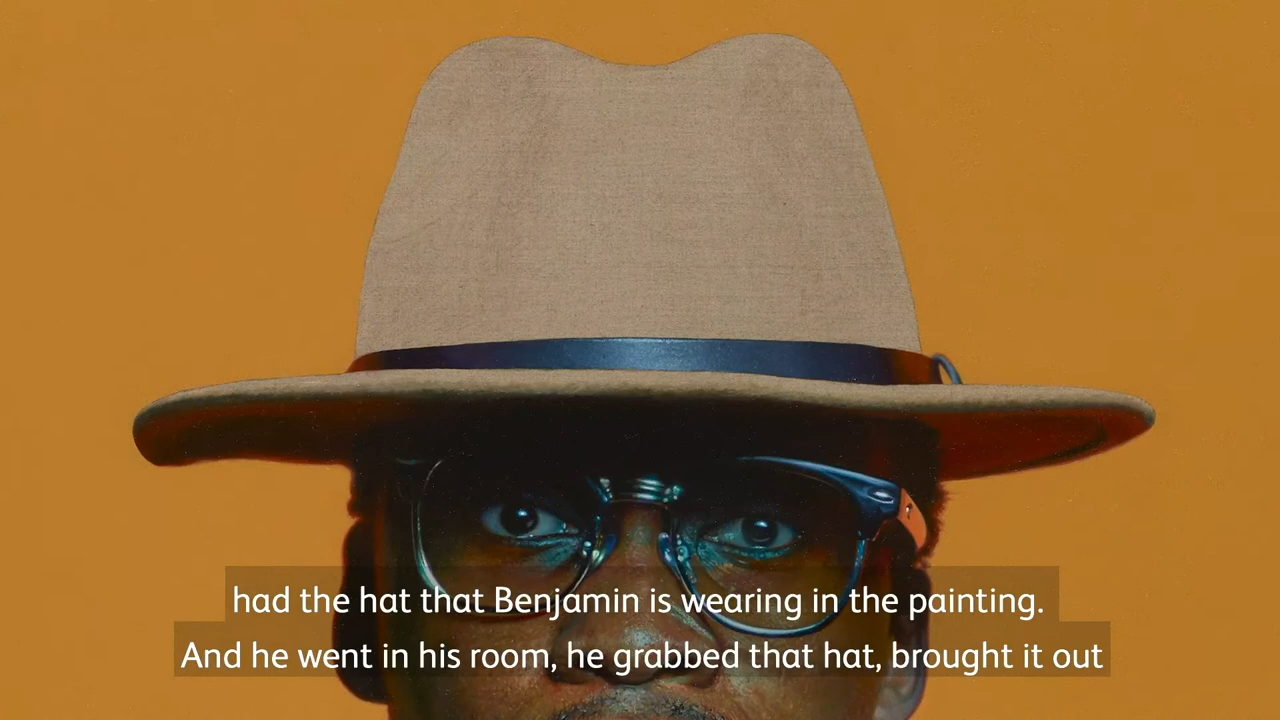 had the hat that Benjamin is wearing in the painting.
And he went in his room, he grabbed that hat, brought it out